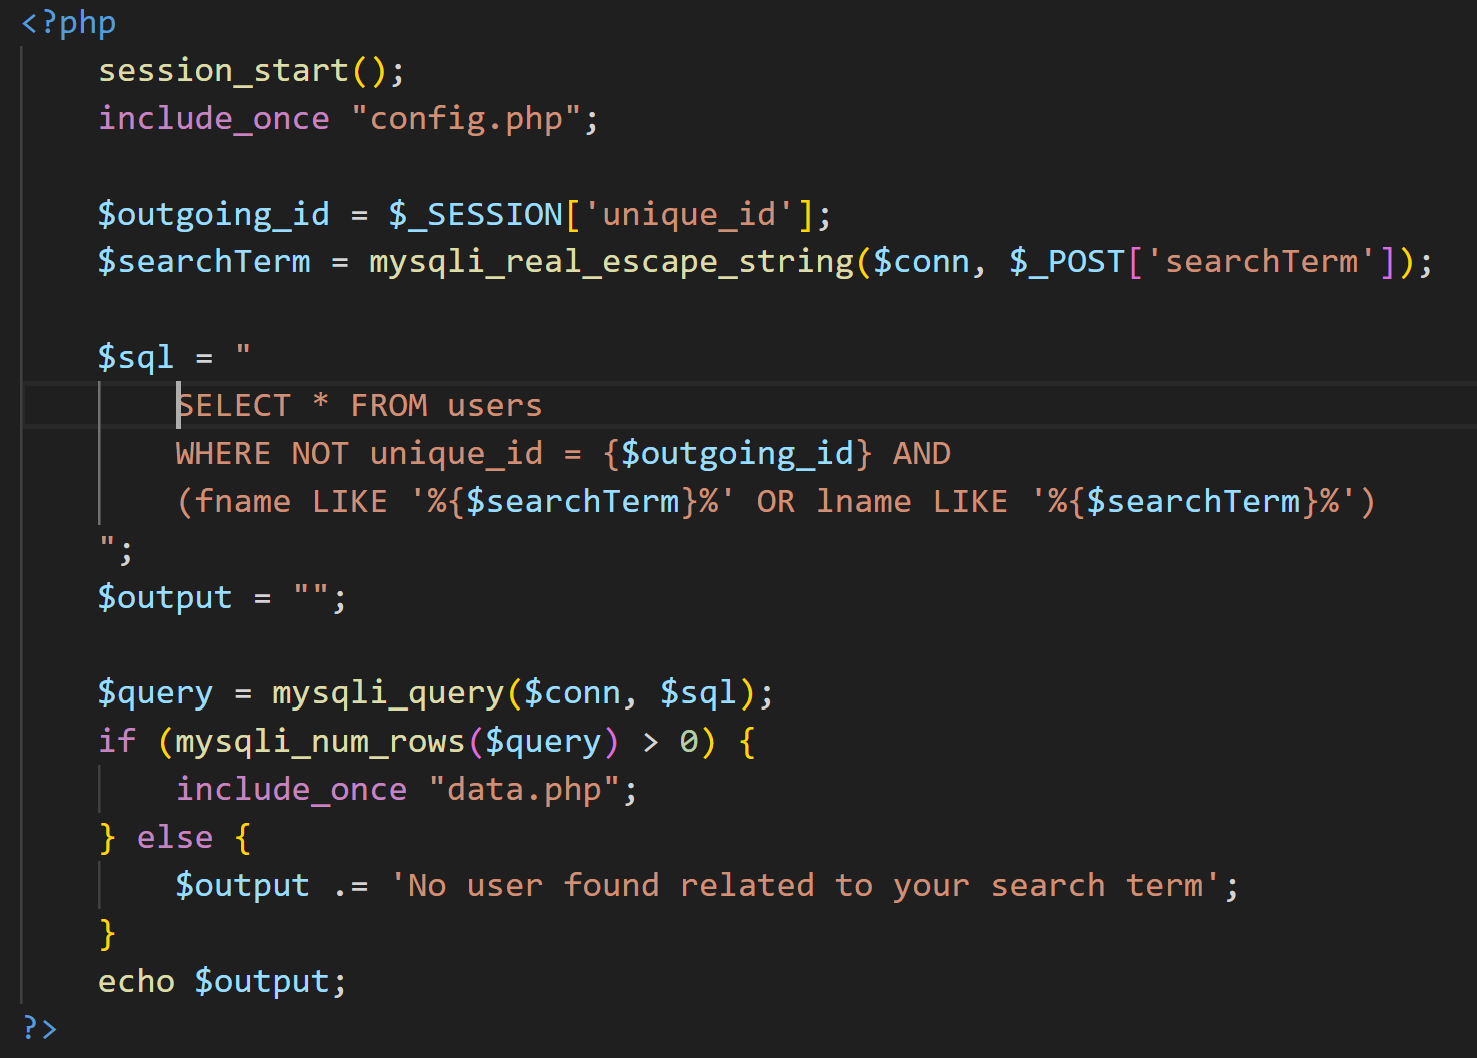 <?php
session_start();
include_once "config.php";
$outgoing_id = $_SESSION['unique_id'];
$searchTerm = mysqli_real_escape_string($conn, $_POST['searchTerm']);
$sql = "
SELECT * FROM users
WHERE NOT unique_id = {$outgoing_id} AND
(fname LIKE '%{$searchTerm}%' OR lname LIKE '%{$searchTerm}%')
";
$output = "";
$query = mysqli_query($conn, $sql);
if (mysqli_num_rows($query) > 0) {
include_once "data.php";
} else {
$output .= 'No user found related to your search term';
}
echo $output;
?>